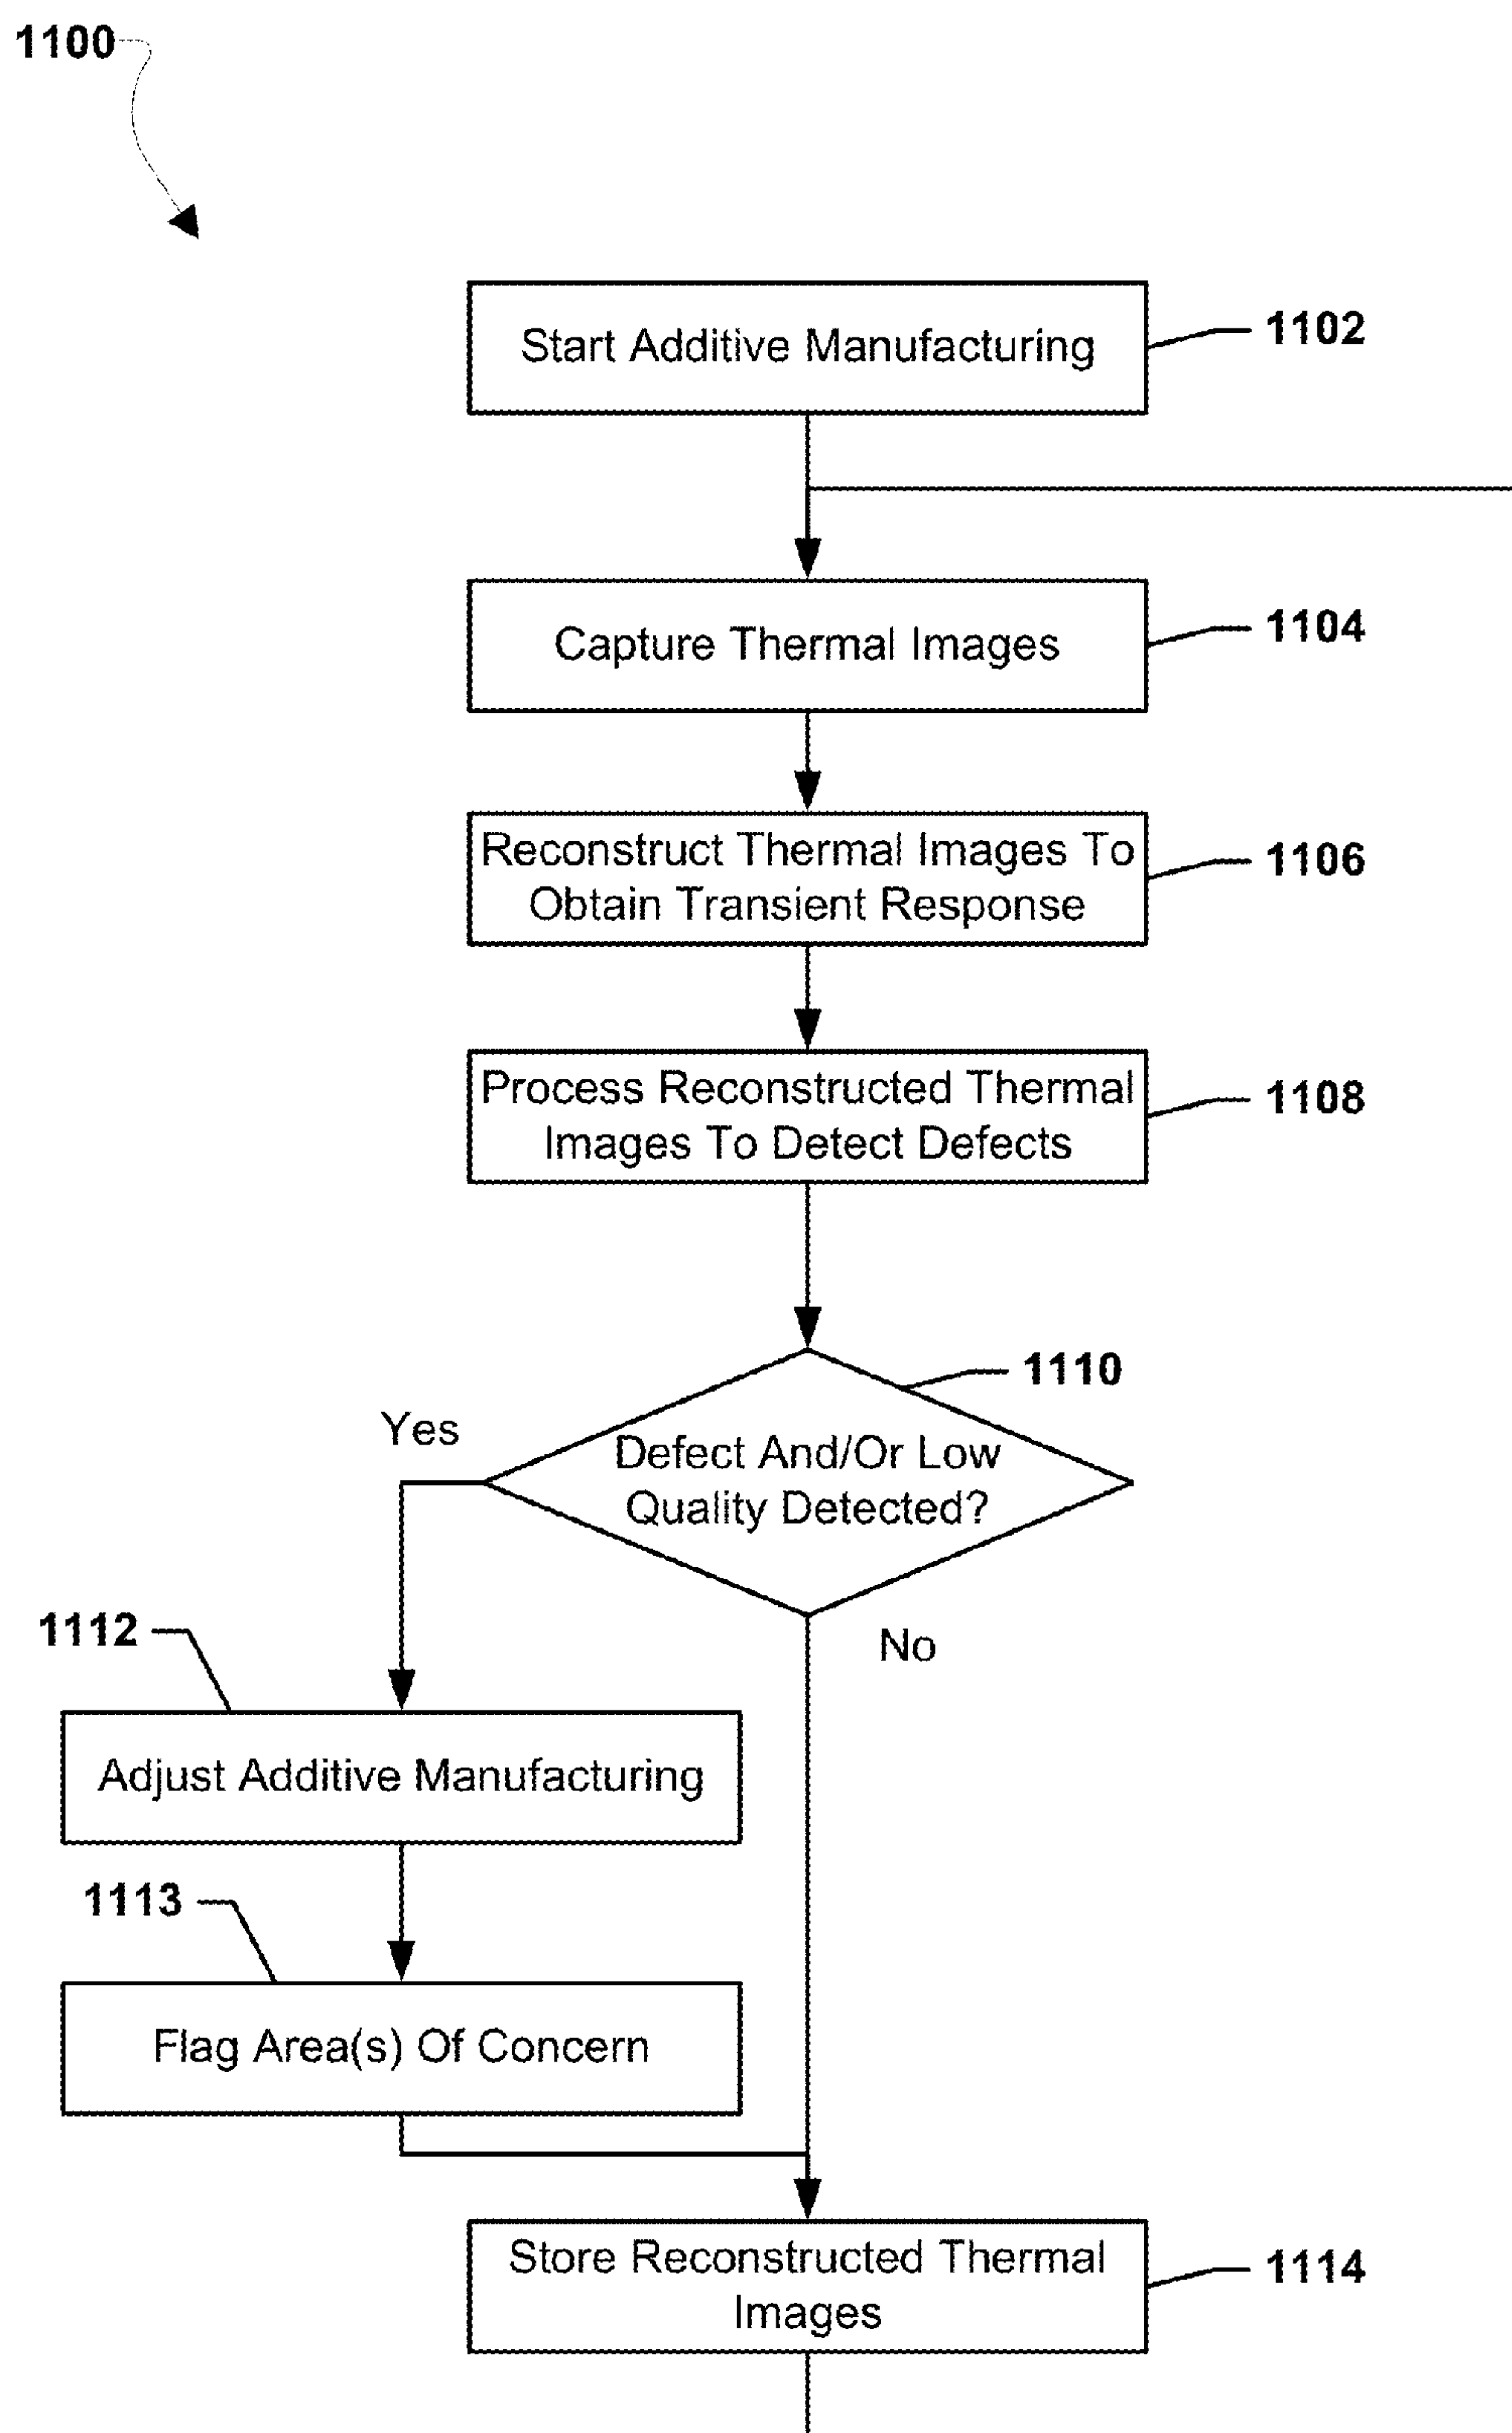 1100
Start Additive Manufacturing
1102
Capture Thermal Images
1104
Reconstruct Thermal Images To
Obtain Transient Response
1106
Process Reconstructed Thermal
Images To Detect Defects
1108
1110
Yes
Defect And/Or Low
Quality Detected?
No
1112
Adjust Additive Manufacturing
1113
Flag Area(s) Of Concern
Store Reconstructed Thermal
Images
1114